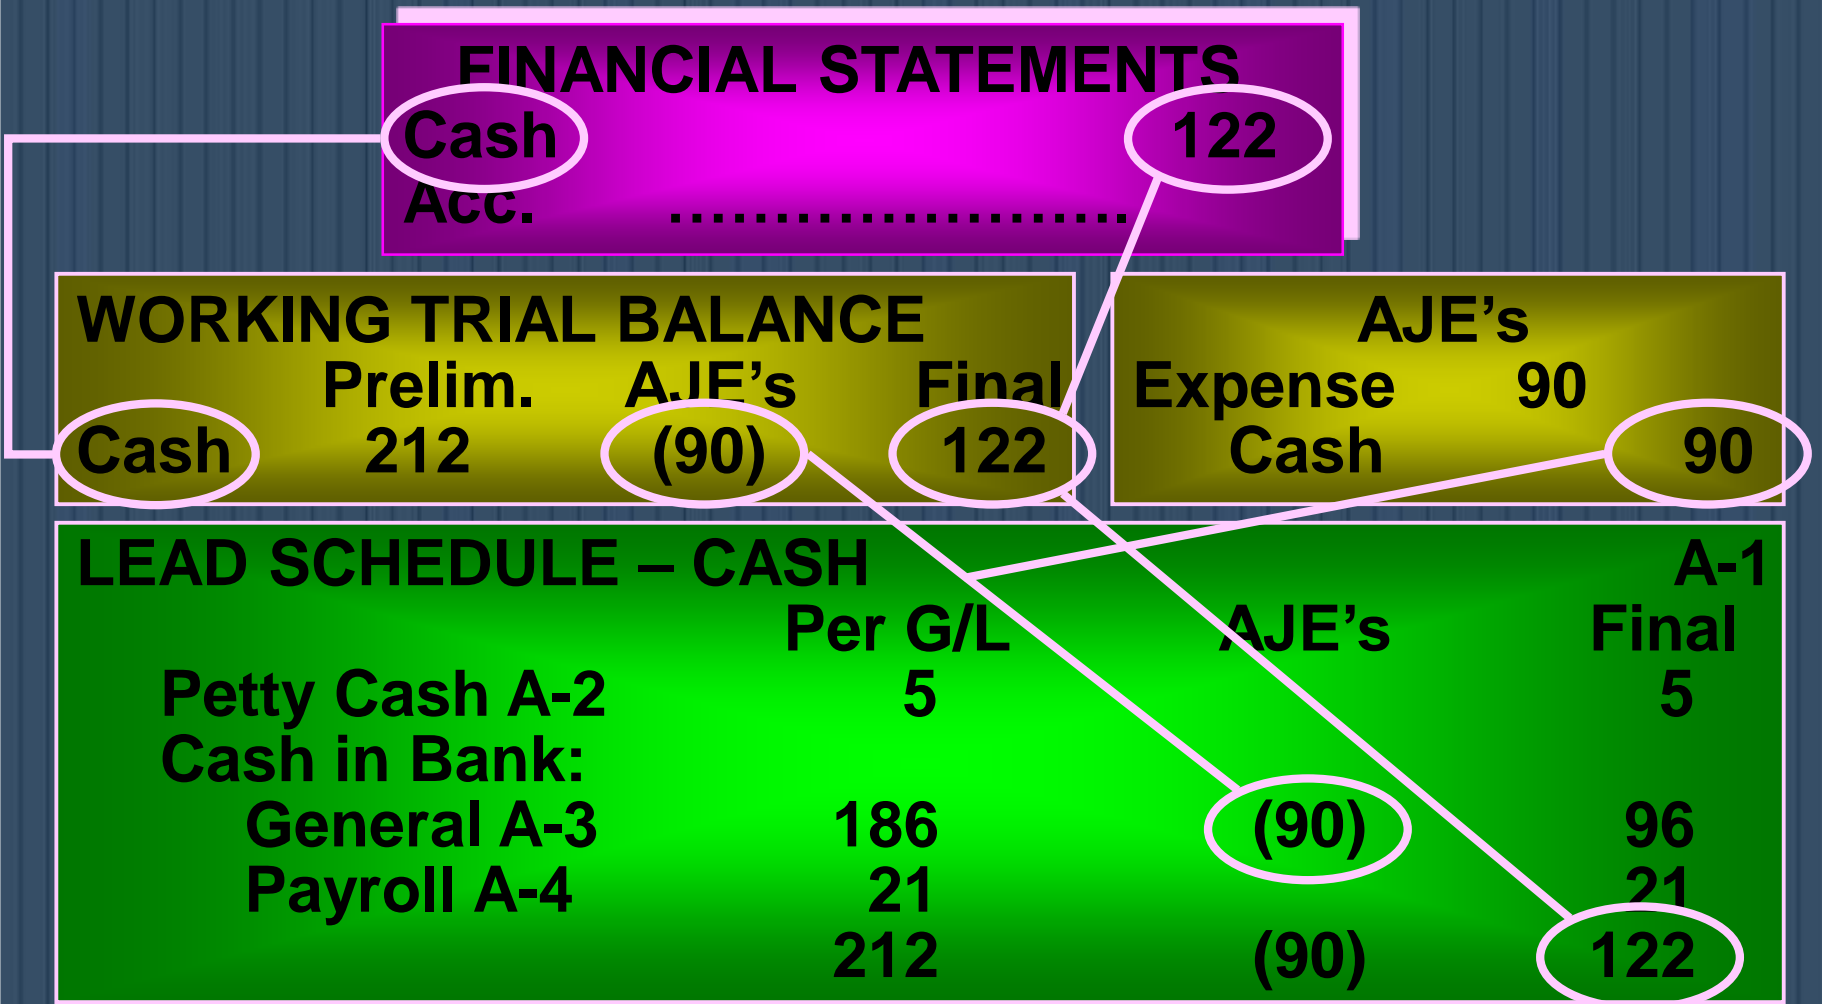 FINANCIAL STATEMENTS
Cash 122
Acc. …………………….
WORKING TRIAL BALANCE
Prelim. AJE’s Final
Cash 212 (90) 122
AJE’s
Expense 90
Cash 90
LEAD SCHEDULE – CASH A-1
Per G/L AJE’s Final
Petty Cash A-2 5 5
Cash in Bank:
General A-3 186 (90) 96
Payroll A-4 21 21
212 (90) 122